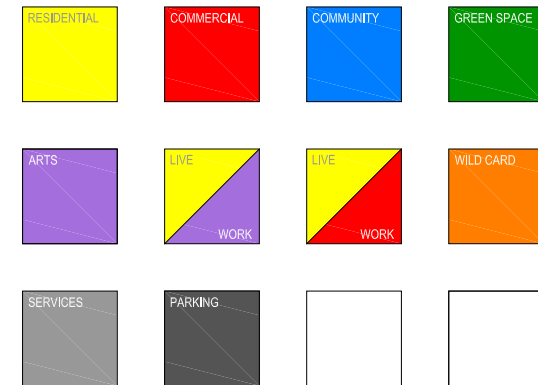 RESIDENTIAL
COMMERCIAL
COMMUNITY
GREEN SPACE
ARTS
LIVE
WORK
LIVE
WORK
WILD CARD
SERVICES
PARKING